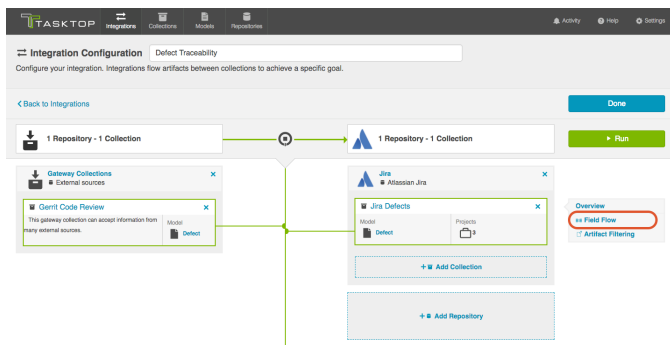 TASKTOP
Integrations
Collections
Models
Repositories
Activity
Help
Settings
Integration Configuration
Defect Traceability
Configure your integration. Integrations flow artifacts between collections to achieve a specific goal.
Back to Integrations
Done
1 Repository - 1 Collection
1 Repository - 1 Collection
Run
Gateway Collections
External sources
Gerrit Code Review
This gateway collection can accept information from
many external sources.
Model
Defect
Jira
Atlassian Jira
Jira Defects
Model
Defect
Projects
3
+ Add Collection
+ Add Repository
Overview
Field Flow
Artifact Filtering